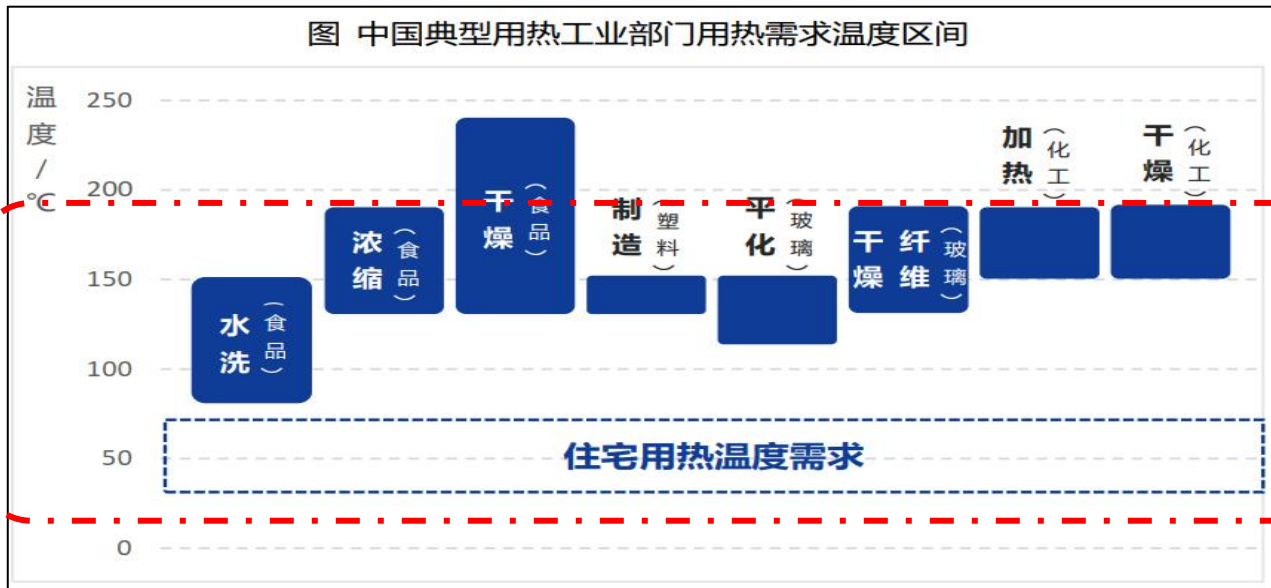 图 中国典型用热工业部门用热需求温度区间
温度/℃
250
200
150
100
50
0
水洗（食品）
浓缩（食品）
干燥（食品）
制造（塑料）
平化（玻璃）
干燥纤维（玻璃）
加热（化工）
干燥（化工）
住宅用热温度需求